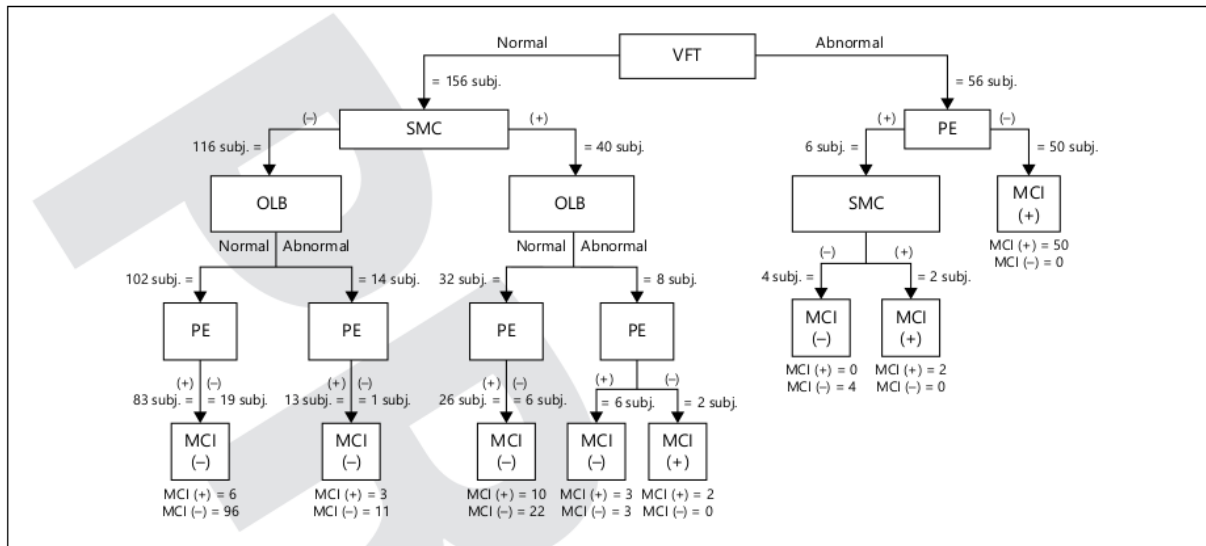 Normal
VFT
Abnormal
= 156 subj.
= 56 subj.
(–)
SMC
(+)
(+)
PE
(–)
116 subj. =
= 40 subj.
6 subj. =
= 50 subj.
OLB
OLB
SMC
MCI
(+)
Normal
Abnormal
Normal
Abnormal
MCI (+) = 50
MCI (–) = 0
(–)
(+)
102 subj. =
= 14 subj.
32 subj. =
= 8 subj.
4 subj. =
= 2 subj.
PE
PE
PE
PE
MCI
(–)
MCI
(+)
MCI (+) = 0
MCI (–) = 4
MCI (+) = 2
MCI (–) = 0
(+)
(–)
(+)
(–)
(+)
(–)
(+)
(–)
83 subj. =
= 19 subj.
13 subj. =
= 1 subj.
26 subj. =
= 6 subj.
= 6 subj.
= 2 subj.
MCI
(–)
MCI
(–)
MCI
(–)
MCI
(–)
MCI
(+)
MCI (+) = 6
MCI (–) = 96
MCI (+) = 3
MCI (–) = 11
MCI (+) = 10
MCI (–) = 22
MCI (+) = 3
MCI (–) = 3
MCI (+) = 2
MCI (–) = 0